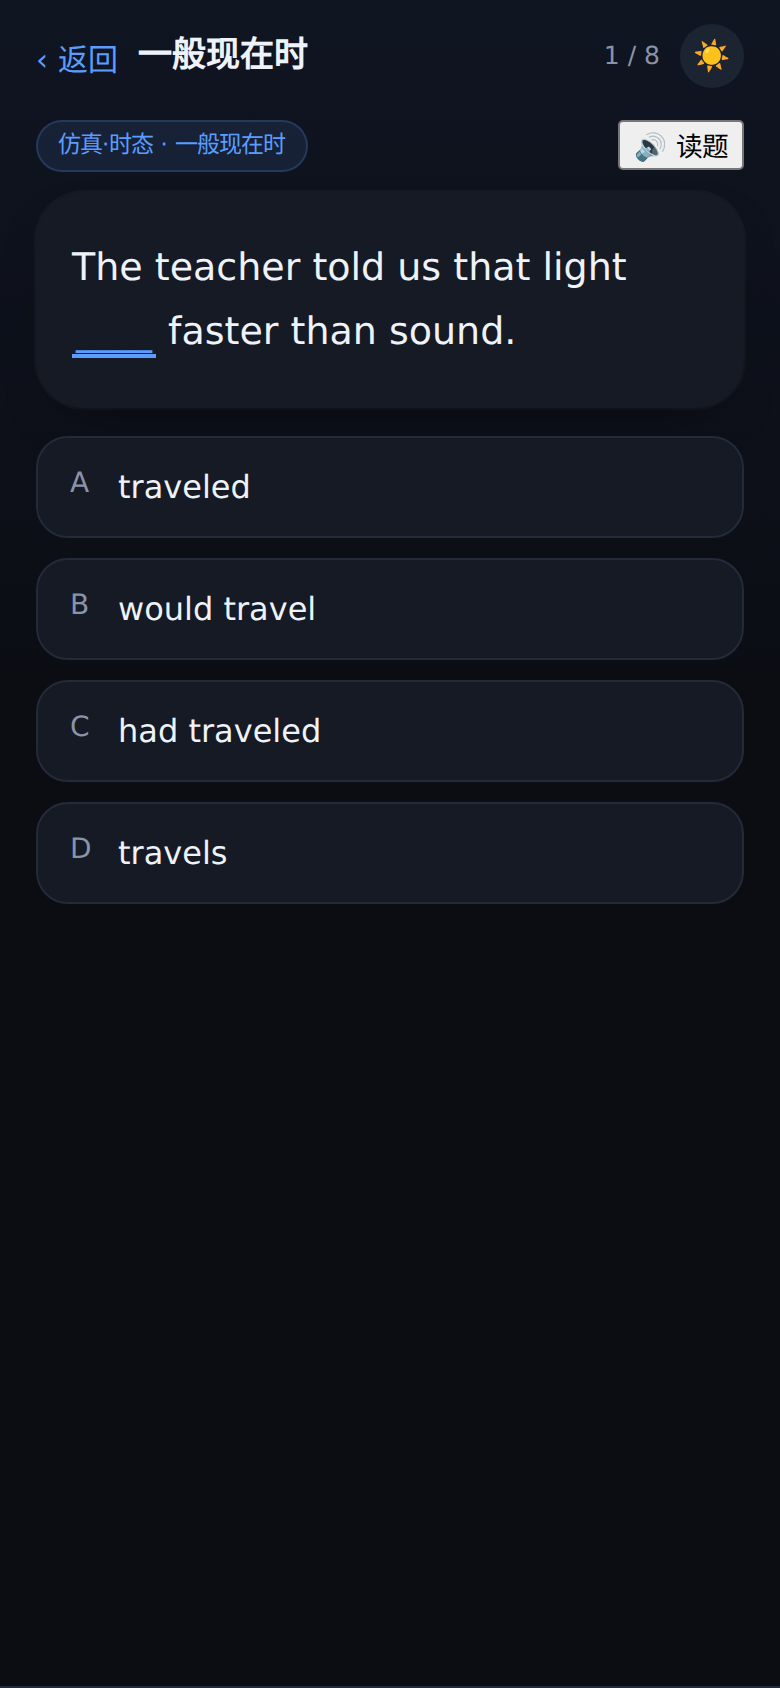 ‹ 返回 一般现在时 1 / 8
仿真·时态 · 一般现在时 读题
The teacher told us that light
____ faster than sound.
A traveled
B would travel
C had traveled
D travels